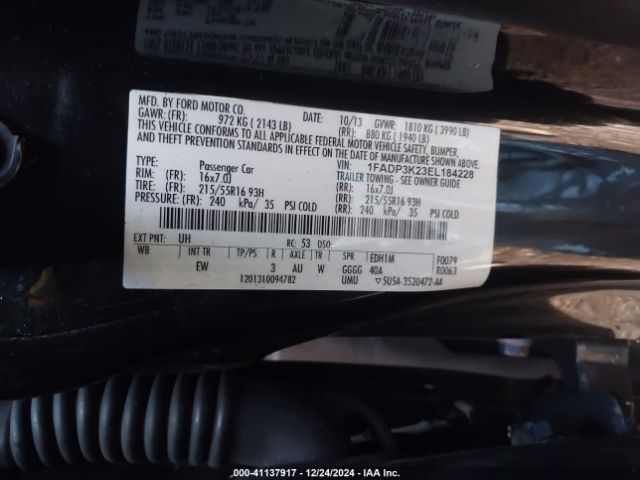 MFD. BY FORD MOTOR CO.
DATE: 10/13 GVWR: 1810 KG ( 3990 LB)
GAWR: (FR): 972 KG ( 2143 LB) (RR): 880 KG ( 1940 LB)
THIS VEHICLE CONFORMS TO ALL APPLICABLE FEDERAL MOTOR VEHICLE SAFETY, BUMPER,
AND THEFT PREVENTION STANDARDS IN EFFECT ON THE DATE OF MANUFACTURE SHOWN ABOVE.
VIN: 1FADP3K23EL184228
TYPE: Passenger Car TRAILER TOWING - SEE OWNER GUIDE
RIM: (FR): 16x7.0J (RR): 16x7.0J
TIRE: (FR): 215/55R16 93H (RR): 215/55R16 93H
PRESSURE: (FR): 240 kPa/ 35 PSI COLD (RR): 240 kPa/ 35 PSI COLD
EXT PNT: UH RC: 53 DSO:
WB INT TR TP/PS R AXLE TR SPR EDH1M F0079
EW 3 AU W GGGG 40A R0063
1201310094782 UMU ▽5U5A-3520472-AA
000-41137917 - 12/24/2024 - IAA Inc.